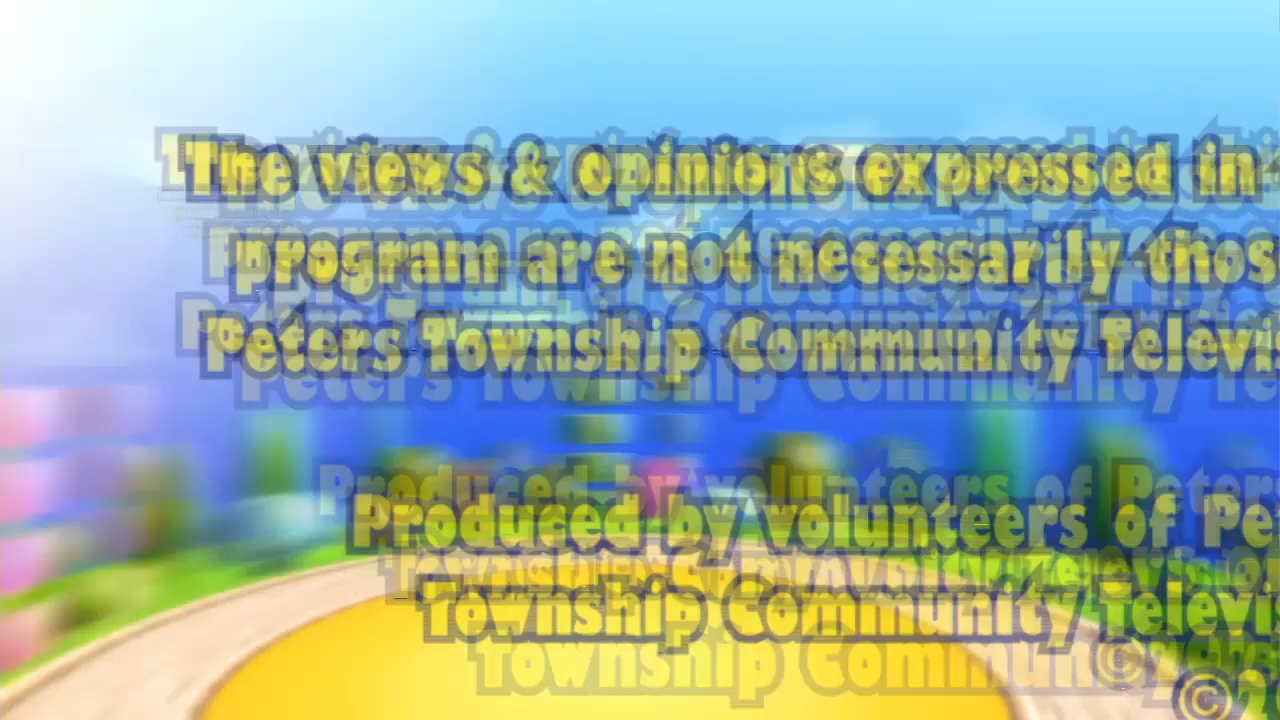 The views & opinions expressed in
program are not necessarily thos
Peters Township Community Televi
Produced by volunteers of Pe
Township Community Televi
©20